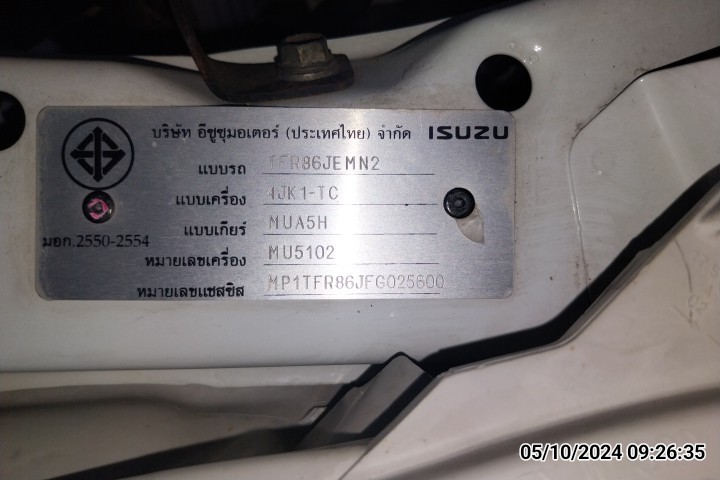 บริษัท อีซูซุมอเตอร์ (ประเทศไทย) จำกัด ISUZU
แบบรถ TFR86JEMN2
แบบเครื่อง 4JK1-TC
แบบเกียร์ MUA5H
มอก.2550-2554
หมายเลขเครื่อง MU5102
หมายเลขแชสซิส MP1TFR86JFG025600
05/10/2024 09:26:35